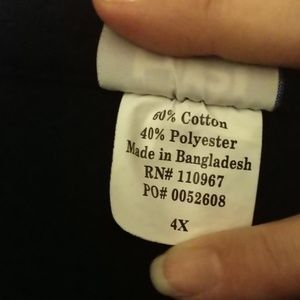 60% Cotton
40% Polyester
Made in Bangladesh
RN# 110967
PO# 0052608
4X